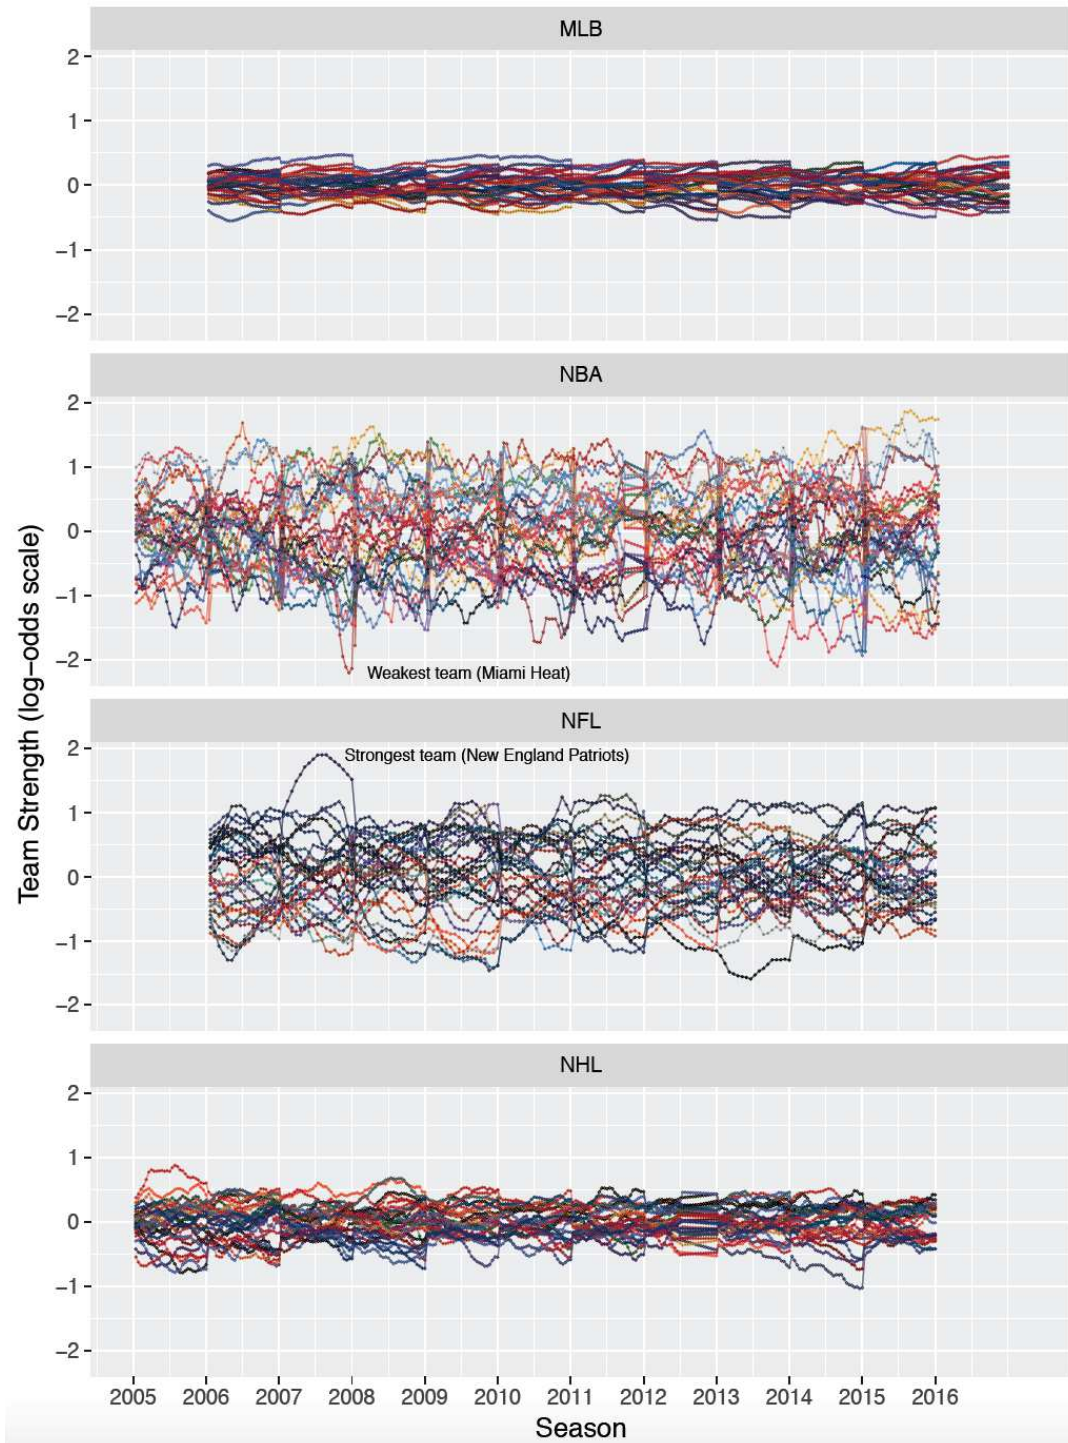 MLB
2
1
0
−1
−2
NBA
2
1
0
−1
−2
Weakest team (Miami Heat)
NFL
2
Strongest team (New England Patriots)
1
0
−1
−2
NHL
2
1
0
−1
−2
Team Strength (log−odds scale)
2005 2006 2007 2008 2009 2010 2011 2012 2013 2014 2015 2016
Season